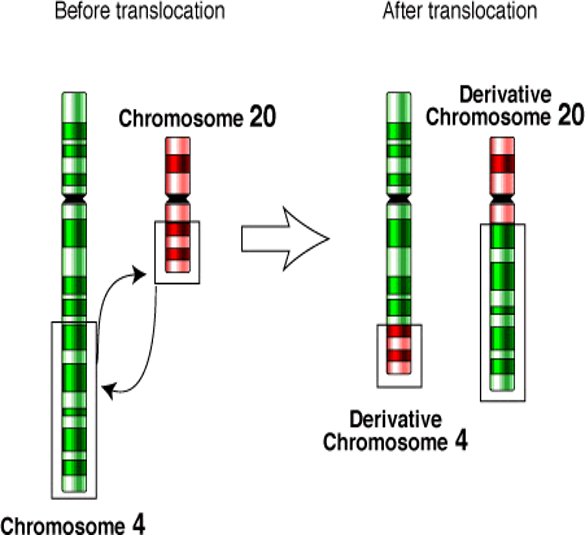 Before translocation
After translocation
Chromosome 20
Derivative
Chromosome 20
Derivative
Chromosome 4
Chromosome 4